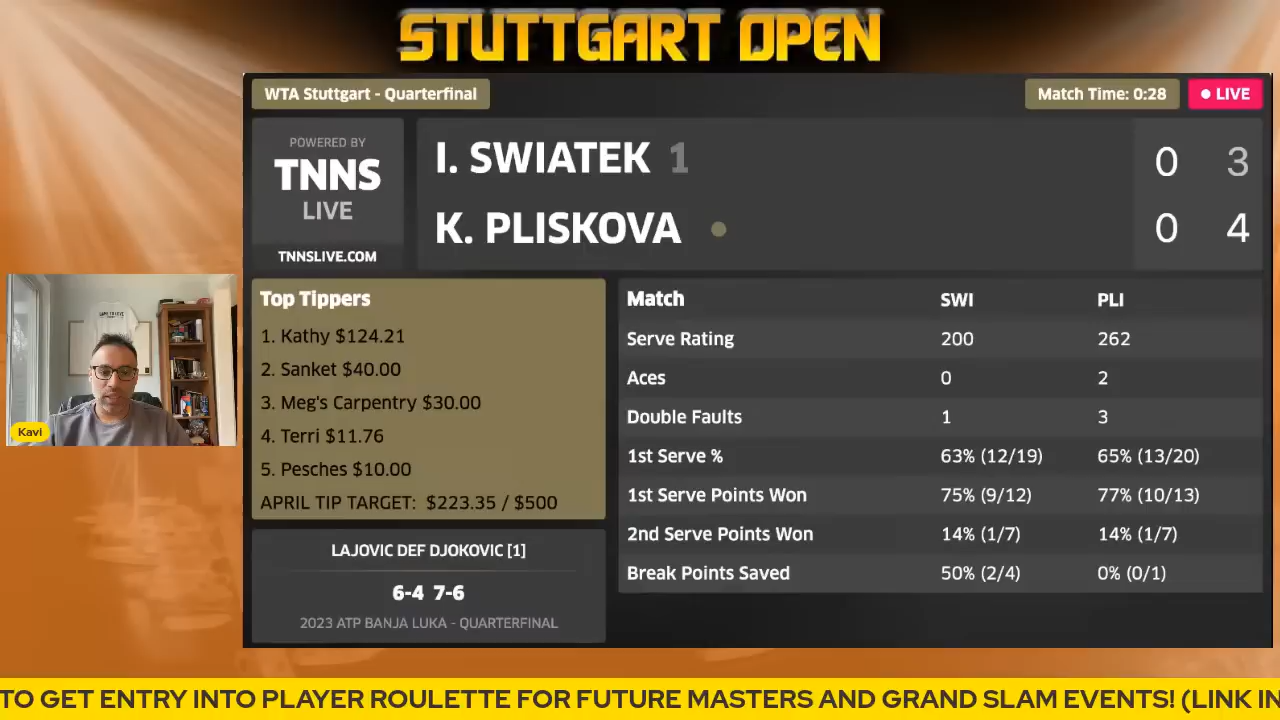 STUTTGART OPEN
WTA Stuttgart - Quarterfinal
Match Time: 0:28
LIVE
POWERED BY
TNNS
LIVE
TNNSLIVE.COM
I. SWIATEK 1 0 3
K. PLISKOVA 0 4
Kavi
Top Tippers
1. Kathy $124.21
2. Sanket $40.00
3. Meg's Carpentry $30.00
4. Terri $11.76
5. Pesches $10.00
APRIL TIP TARGET: $223.35 / $500
LAJOVIC DEF DJOKOVIC [1]
6-4 7-6
2023 ATP BANJA LUKA - QUARTERFINAL
Match SWI PLI
Serve Rating 200 262
Aces 0 2
Double Faults 1 3
1st Serve % 63% (12/19) 65% (13/20)
1st Serve Points Won 75% (9/12) 77% (10/13)
2nd Serve Points Won 14% (1/7) 14% (1/7)
Break Points Saved 50% (2/4) 0% (0/1)
TO GET ENTRY INTO PLAYER ROULETTE FOR FUTURE MASTERS AND GRAND SLAM EVENTS! (LINK IN